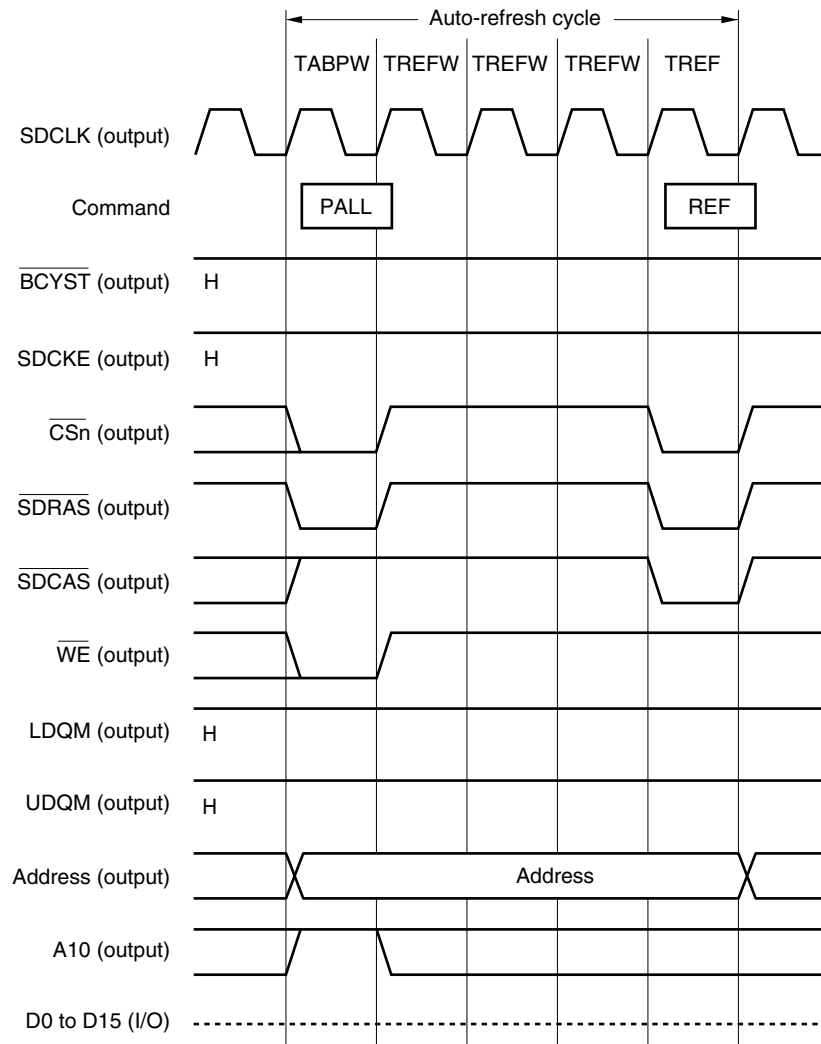 Auto-refresh cycle
TABPW TREFW TREFW TREFW TREF
SDCLK (output)
Command PALL REF
BCYST (output) H
SDCKE (output) H
CSn (output)
SDRAS (output)
SDCAS (output)
WE (output)
LDQM (output) H
UDQM (output) H
Address (output) Address
A10 (output)
D0 to D15 (I/O)